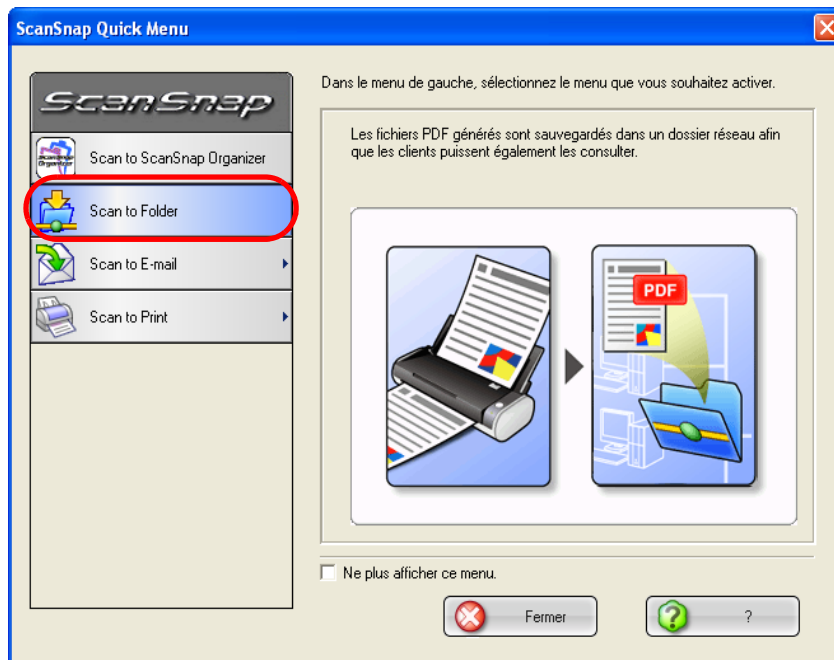 ScanSnap Quick Menu
ScanSnap
Scan to ScanSnap Organizer
Scan to Folder
Scan to E-mail
Scan to Print
Dans le menu de gauche, sélectionnez le menu que vous souhaitez activer.
Les fichiers PDF générés sont sauvegardés dans un dossier réseau afin
que les clients puissent également les consulter.
PDF
Ne plus afficher ce menu.
Fermer
?